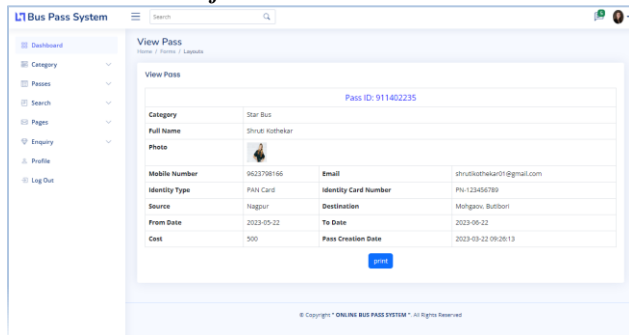 Bus Pass System
Search
Dashboard
Category
Passes
Search
Pages
Enquiry
Profile
Log Out
View Pass
Home / Forms / Layouts
View Pass
Pass ID: 911402235
Category Star Bus
Full Name Shruti Kothekar
Photo
Mobile Number 9623798166 Email shrutikothekar01@gmail.com
Identity Type PAN Card Identity Card Number PN-123456789
Source Nagpur Destination Mohgaov, Butibori
From Date 2023-05-22 To Date 2023-06-22
Cost 500 Pass Creation Date 2023-03-22 09:26:13
print
© Copyright " ONLINE BUS PASS SYSTEM ". All Rights Reserved